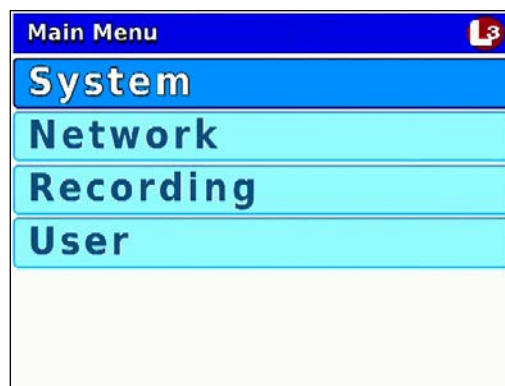 Main Menu
L3
System
Network
Recording
User